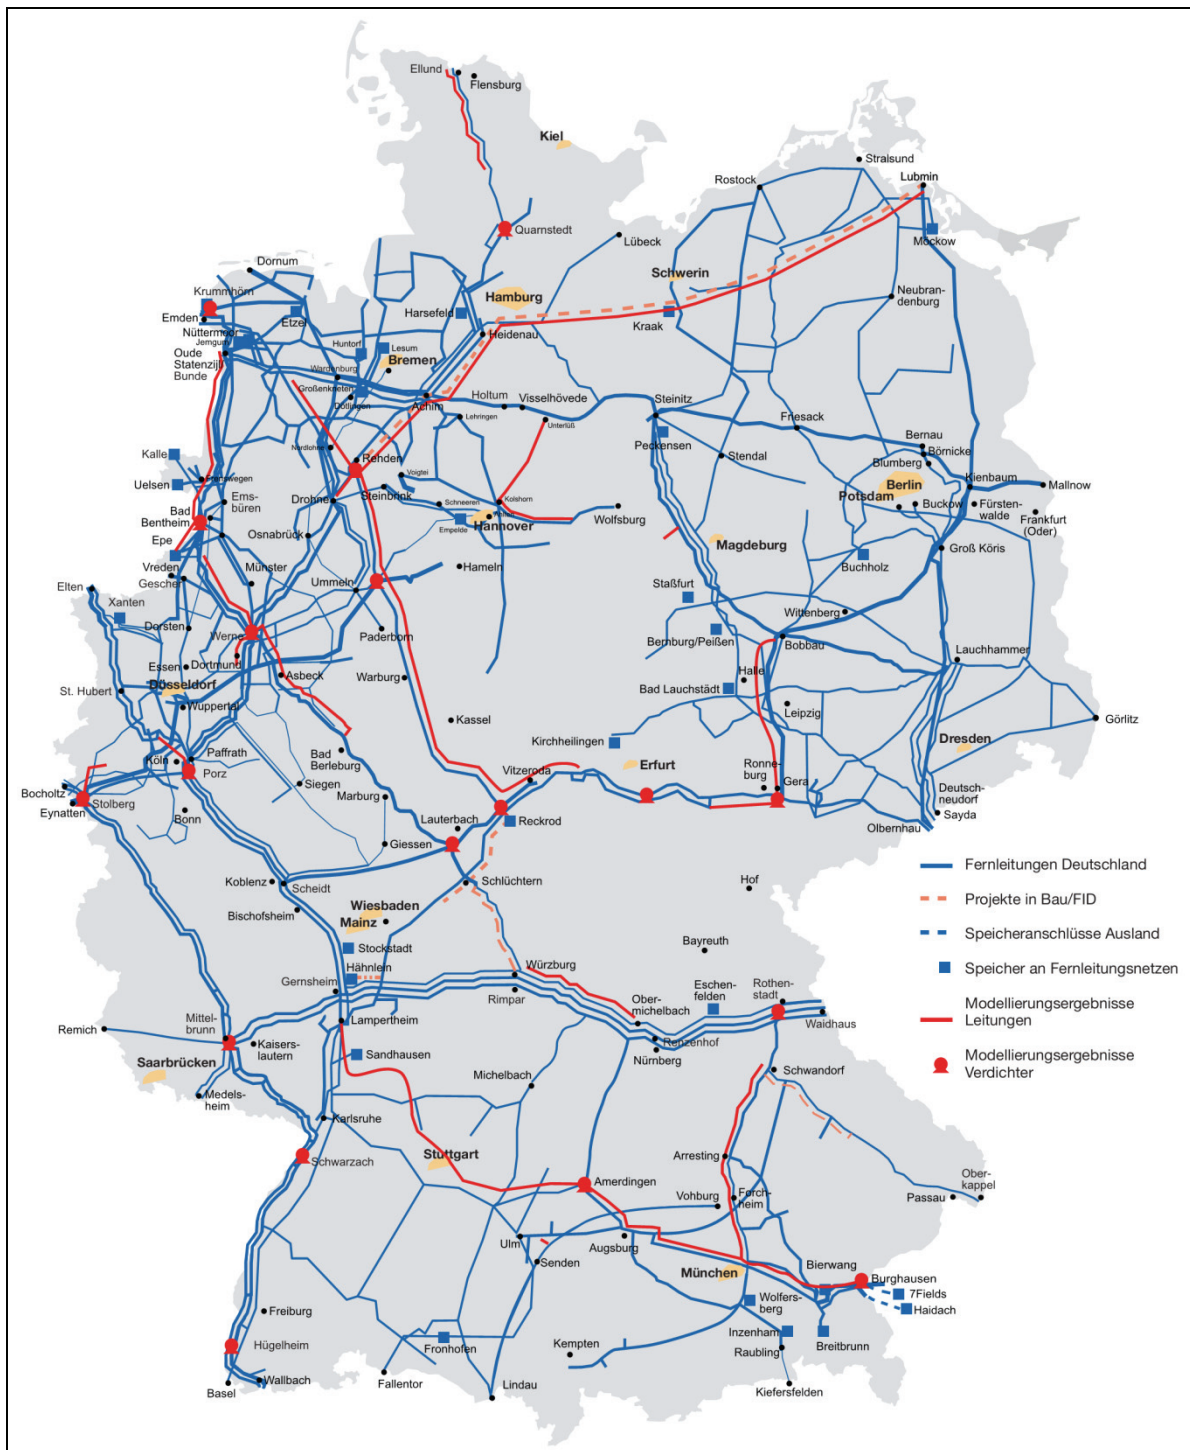 Ellund
Flensburg
Kiel
Stralsund
Rostock
Lubmin
Quarnstedt
Lübeck
Möckow
Dornum
Schwerin
Krummhörn
Hamburg
Neubran-
denburg
Emden
Etzel
Harsefeld
Kraak
Nüttermoor
Jemgum
Huntorf
Lesum
Heidenau
Oude
Statenzijl/
Bunde
Bremen
Wardenburg
Großenkneten
Dötlingen
Achim
Holtum
Visselhövede
Steinitz
Lehringen
Unterlüß
Friesack
Peckensen
Bernau
Börnicke
Blumberg
Nordlohne
Rehden
Stendal
Kalle
Voigtei
Kienbaum
Mallnow
Uelsen
Frenswegen
Steinbrink
Berlin
Potsdam
Ems-
büren
Drohne
Schneeren
Kolshorn
Wolfsburg
Buckow
Fürsten-
walde
Frankfurt
(Oder)
Bad
Bentheim
Empelde
Hannover
Osnabrück
Magdeburg
Groß Köris
Epe
Vreden
Münster
Hameln
Buchholz
Gescher
Ummeln
Elten
Staßfurt
Xanten
Wittenberg
Dorsten
Werne
Paderborn
Bernburg/Peißen
Bobbau
Lauchhammer
Essen
Dortmund
Asbeck
Warburg
Halle
St. Hubert
Düsseldorf
Bad Lauchstädt
Wuppertal
Leipzig
Kassel
Görlitz
Kirchheilingen
Dresden
Bad
Berleburg
Paffrath
Köln
Porz
Vitzeroda
Erfurt
Ronne-
burg
Gera
Siegen
Marburg
Bocholtz
Eynatten
Stolberg
Deutsch-
neudorf
Sayda
Bonn
Lauterbach
Reckrod
Olbernhau
Giessen
Fernleitungen Deutschland
Koblenz
Scheidt
Schlüchtern
Hof
Projekte in Bau/FID
Wiesbaden
Bischofsheim
Mainz
Speicheranschlüsse Ausland
Stockstadt
Bayreuth
Hähnlein
Würzburg
Speicher an Fernleitungsnetzen
Gernsheim
Rimpar
Eschen-
felden
Rothen-
stadt
Modellierungsergebnisse
Leitungen
Remich
Mittel-
brunn
Lampertheim
Ober-
michelbach
Waidhaus
Kaisers-
lautern
Sandhausen
Renzenhof
Nürnberg
Modellierungsergebnisse
Verdichter
Saarbrücken
Schwandorf
Michelbach
Medels-
heim
Karlsruhe
Stuttgart
Schwarzach
Arresting
Ober-
kappel
Amerdingen
Vohburg
Forch-
heim
Passau
Ulm
Augsburg
Senden
München
Bierwang
Burghausen
7Fields
Haidach
Wolfers-
berg
Freiburg
Inzenham
Breitbrunn
Hügelheim
Fronhofen
Kempten
Raubling
Basel
Wallbach
Fallentor
Lindau
Kiefersfelden